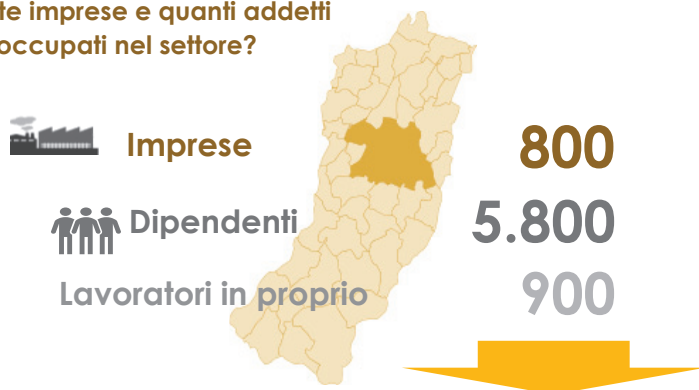 te imprese e quanti addetti
occupati nel settore?
Imprese 800
Dipendenti 5.800
Lavoratori in proprio 900